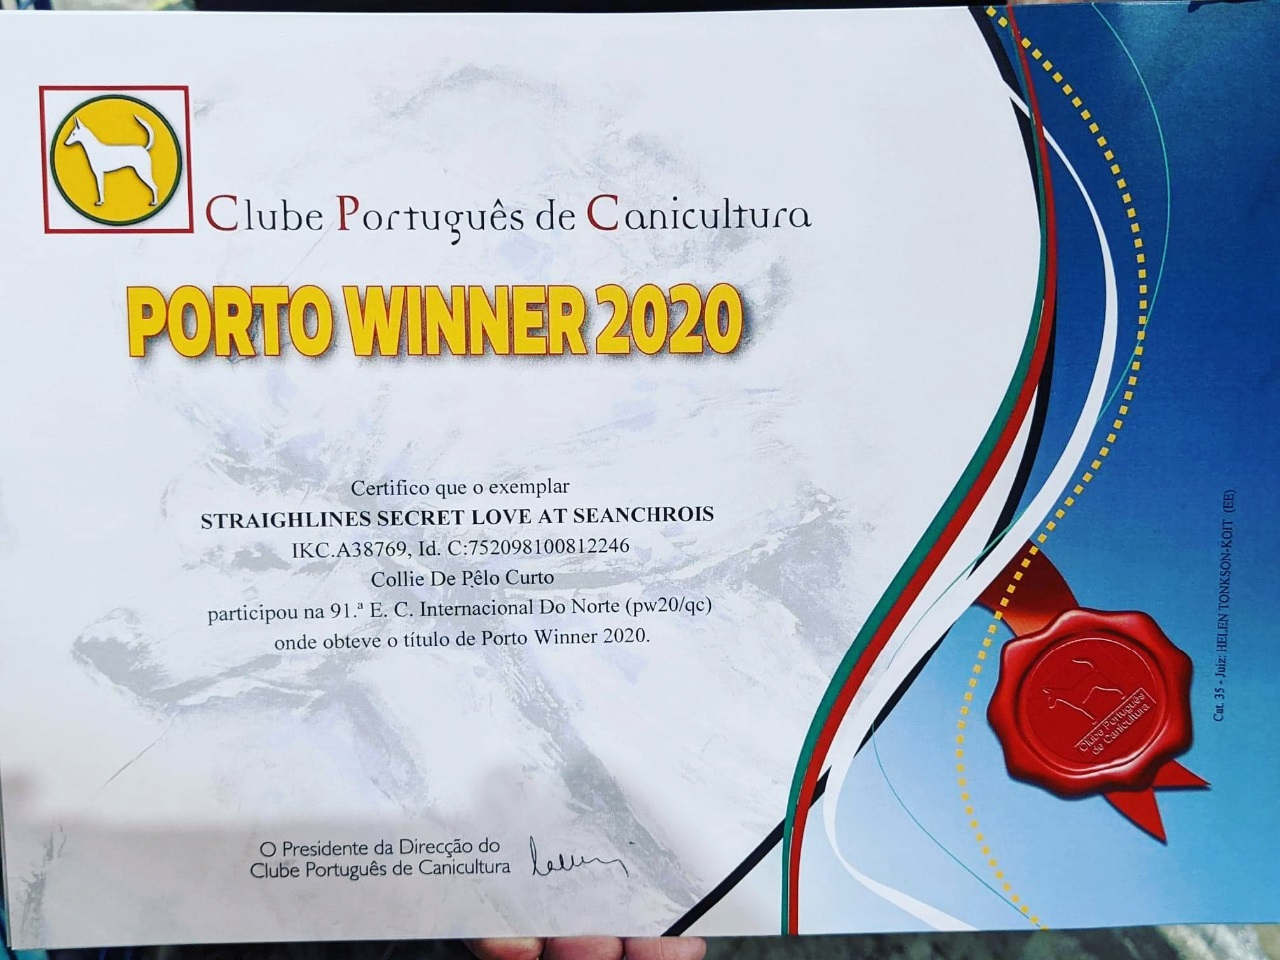 Clube Português de Canicultura
PORTO WINNER 2020
Certifico que o exemplar
STRAIGHLINES SECRET LOVE AT SEANCHROIS
IKC.A38769, Id. C:752098100812246
Collie De Pêlo Curto
participou na 91.ª E. C. Internacional Do Norte (pw20/qc)
onde obteve o título de Porto Winner 2020.
O Presidente da Direcção do
Clube Português de Canicultura
Clube Português
de Canicultura
Cat. 35 - Juiz: HELEN TONKSON-KOIT (EE)